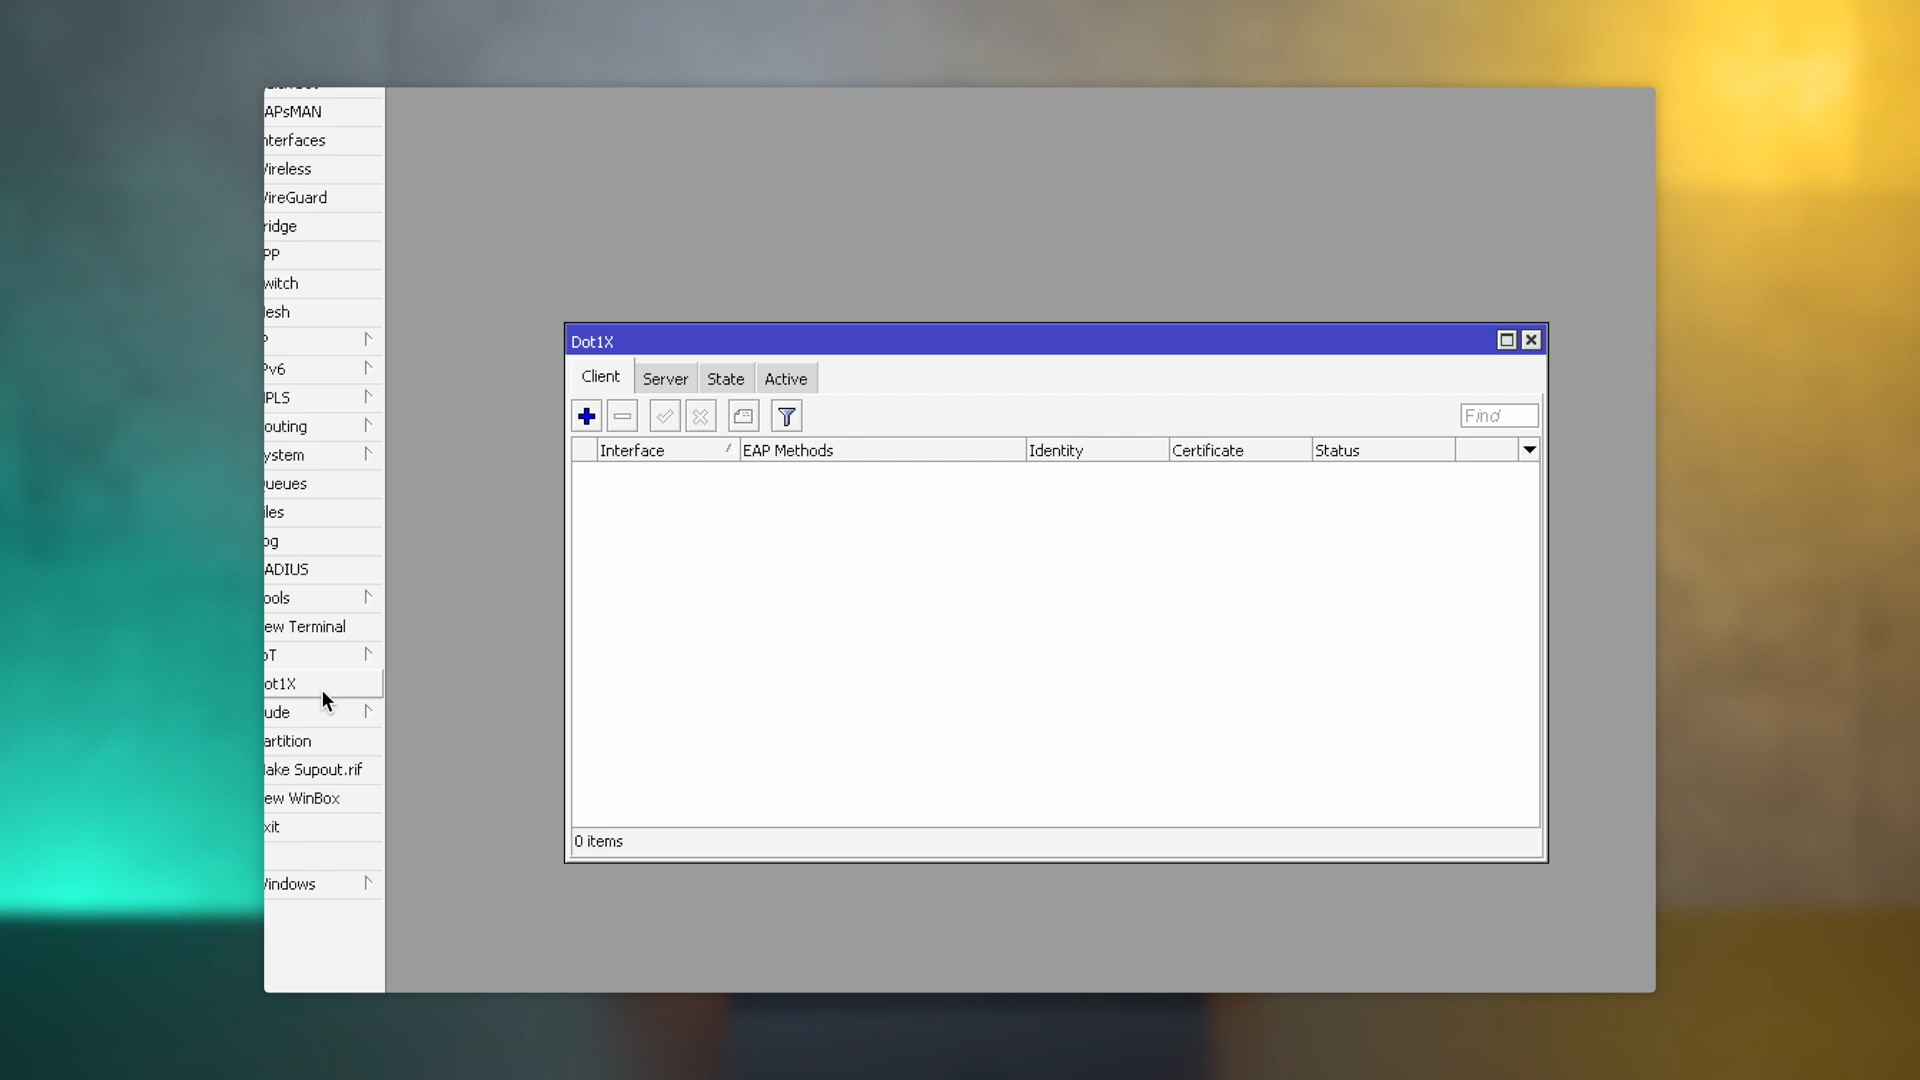 APsMAN
nterfaces
ireless
ireGuard
ridge
PP
witch
esh
Pv6
PLS
outing
ystem
ueues
iles
og
ADIUS
ools
ew Terminal
oT
ot1X
ude
artition
ake Supout.rif
ew WinBox
xit
indows
Dot1X
Client Server State Active
Find
Interface EAP Methods Identity Certificate Status
0 items